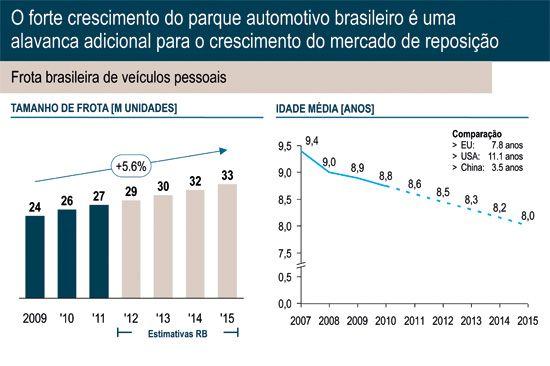 O forte crescimento do parque automotivo brasileiro é uma
alavanca adicional para o crescimento do mercado de reposição
Frota brasileira de veículos pessoais
TAMANHO DE FROTA [M UNIDADES]
+5.6%
24 26 27 29 30 32 33
2009 '10 '11 '12 '13 '14 '15
Estimativas RB
IDADE MÉDIA [ANOS]
Comparação
> EU: 7.8 anos
> USA: 11.1 anos
> China: 3.5 anos
9,5
9,0
8,5
8,0
7,5
0,5
0,0
9,4 9,0 8,9 8,8 8,6 8,5 8,3 8,2 8,0
2007 2008 2009 2010 2011 2012 2013 2014 2015